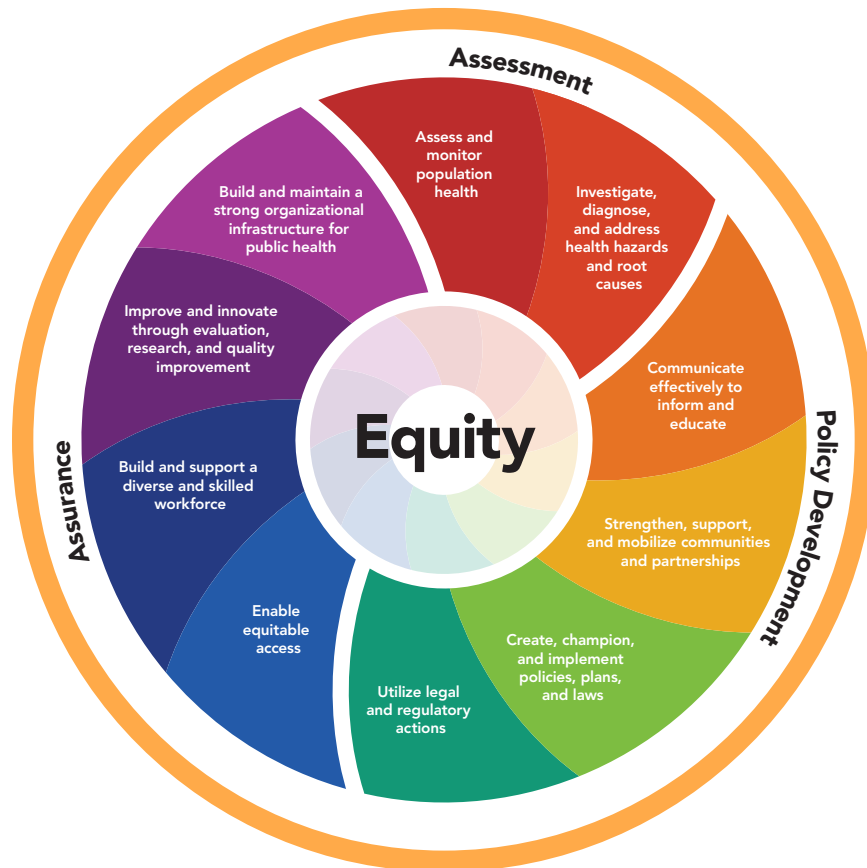 Assessment
Assess and
monitor
population
health
Investigate,
diagnose,
and address
health hazards
and root
causes
Policy Development
Communicate
effectively to
inform and
educate
Strengthen, support,
and mobilize communities
and partnerships
Create, champion,
and implement
policies, plans,
and laws
Utilize legal
and regulatory
actions
Assurance
Enable
equitable
access
Build and support a
diverse and skilled
workforce
Improve and innovate
through evaluation,
research, and quality
improvement
Build and maintain a
strong organizational
infrastructure for
public health
Equity